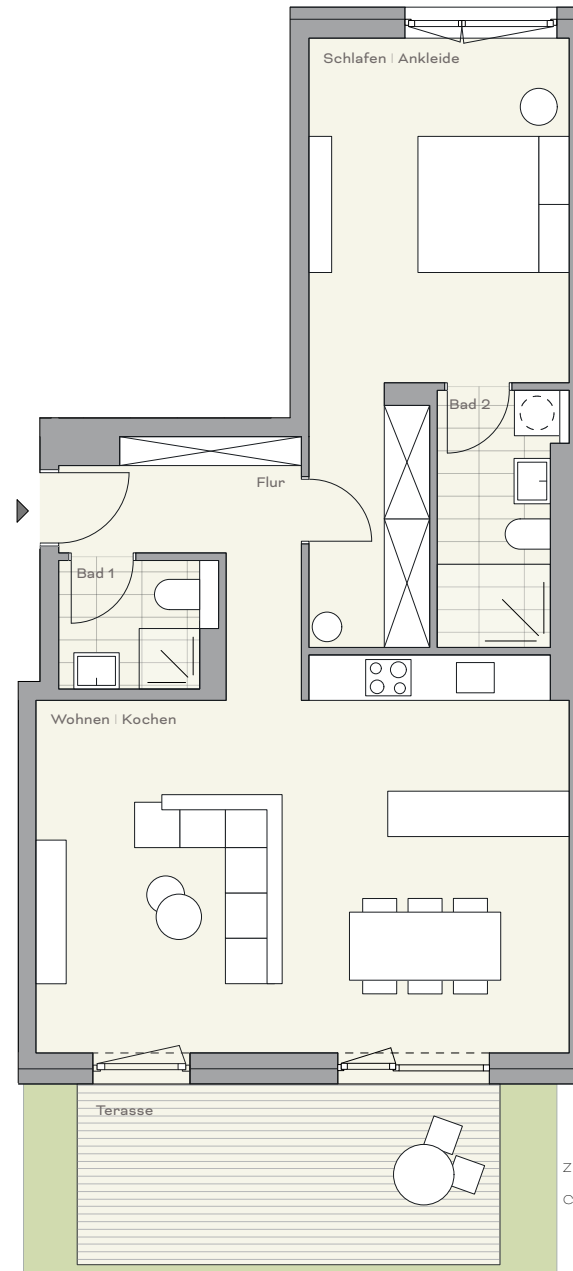 Schlafen | Ankleide
Bad 2
Flur
Bad 1
Wohnen | Kochen
Terasse